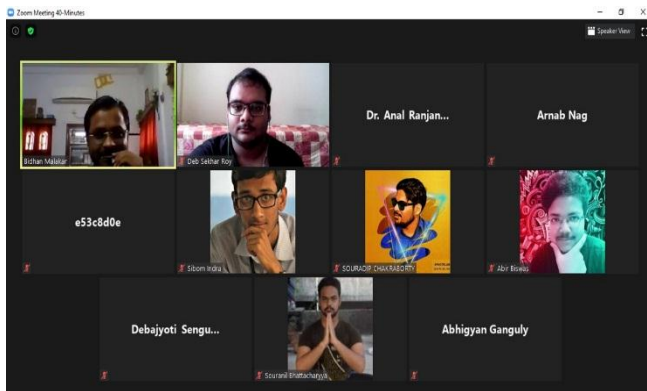 Zoom Meeting 40-Minutes
Speaker View
Bidhan Malakar
Deb Sekhar Roy
Dr. Anal Ranjan...
Arnab Nag
e53c8d0e
Sibom Indra
SOURADIP CHAKRABORTY
Abir Biswas
Debajyoti Sengu...
Souranil Bhattacharyya
Abhigyan Ganguly